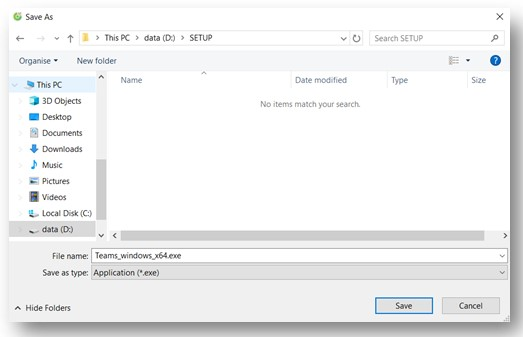 Save As
This PC > data (D:) > SETUP
Search SETUP
Organise New folder
?
This PC
3D Objects
Desktop
Documents
Downloads
Music
Pictures
Videos
Local Disk (C:)
data (D:)
Name Date modified Type Size
No items match your search.
File name: Teams_windows_x64.exe
Save as type: Application (*.exe)
Hide Folders
Save Cancel